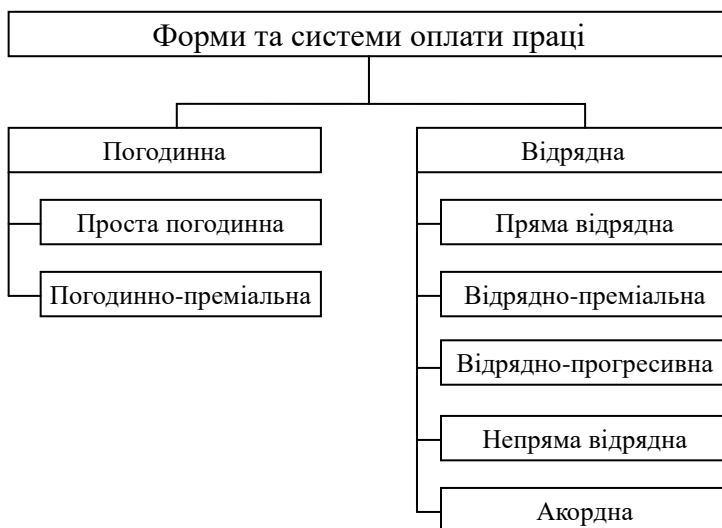 Форми та системи оплати праці
Погодинна
Проста погодинна
Погодинно-преміальна
Відрядна
Пряма відрядна
Відрядно-преміальна
Відрядно-прогресивна
Непряма відрядна
Акордна